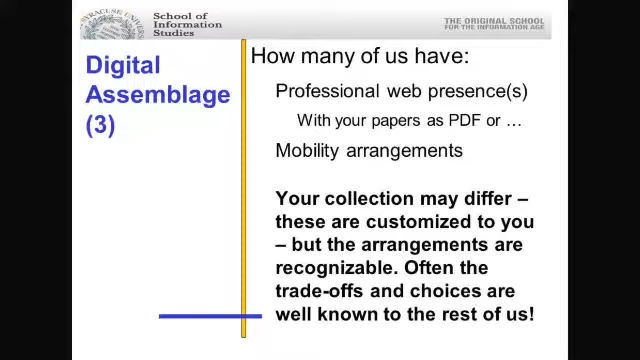 SYRACUSE UNIVERSITY
School of
Information
Studies
THE ORIGINAL SCHOOL
FOR THE INFORMATION AGE
Digital
Assemblage
(3)
How many of us have:
Professional web presence(s)
With your papers as PDF or …
Mobility arrangements
Your collection may differ –
these are customized to you
– but the arrangements are
recognizable. Often the
trade-offs and choices are
well known to the rest of us!